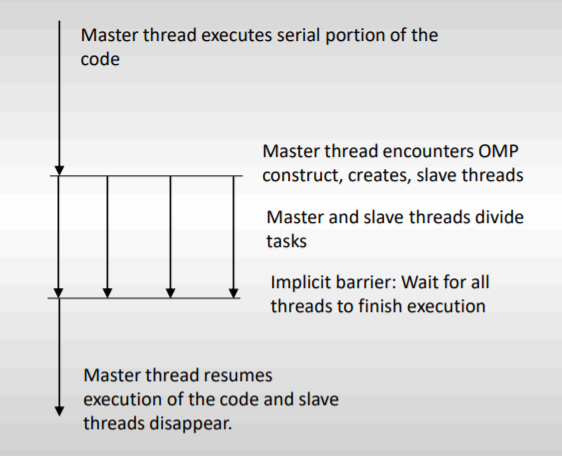 Master thread executes serial portion of the
code
Master thread encounters OMP
construct, creates, slave threads
Master and slave threads divide
tasks
Implicit barrier: Wait for all
threads to finish execution
Master thread resumes
execution of the code and slave
threads disappear.